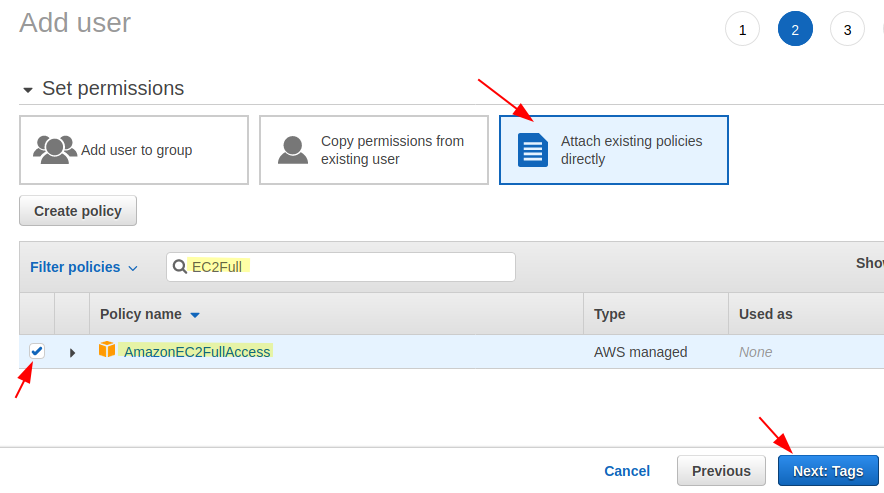 Add user
1 2 3
Set permissions
Add user to group
Copy permissions from
existing user
Attach existing policies
directly
Create policy
Filter policies
EC2Full
Policy name Type Used as
AmazonEC2FullAccess AWS managed None
Cancel Previous Next: Tags